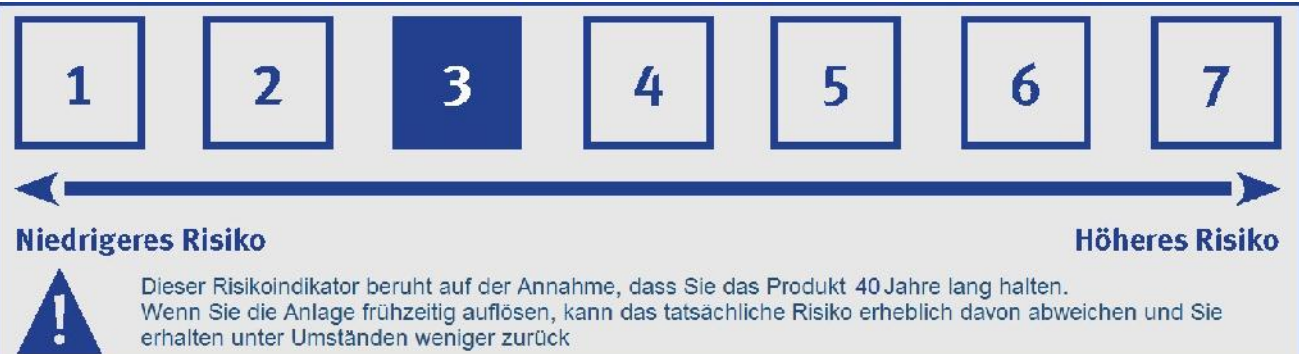 1 2 3 4 5 6 7
Niedrigeres Risiko Höheres Risiko
!
Dieser Risikoindikator beruht auf der Annahme, dass Sie das Produkt 40 Jahre lang halten.
Wenn Sie die Anlage frühzeitig auflösen, kann das tatsächliche Risiko erheblich davon abweichen und Sie
erhalten unter Umständen weniger zurück